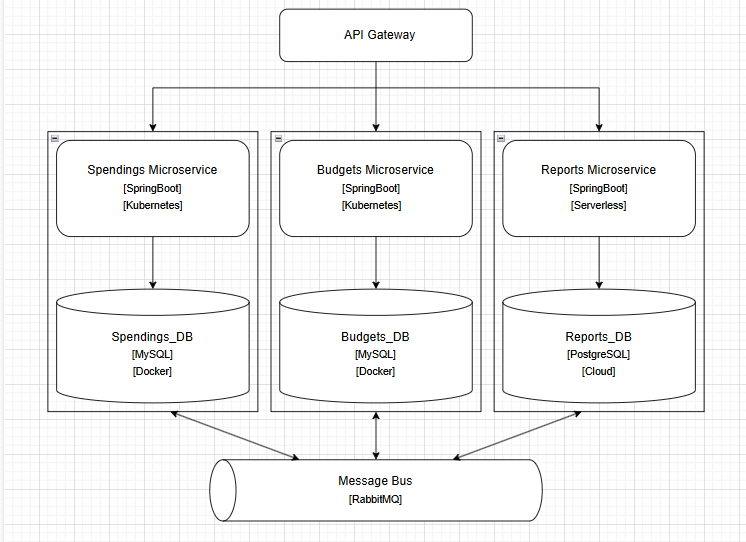 API Gateway
Spendings Microservice
[SpringBoot]
[Kubernetes]
Budgets Microservice
[SpringBoot]
[Kubernetes]
Reports Microservice
[SpringBoot]
[Serverless]
Spendings_DB
[MySQL]
[Docker]
Budgets_DB
[MySQL]
[Docker]
Reports_DB
[PostgreSQL]
[Cloud]
Message Bus
[RabbitMQ]